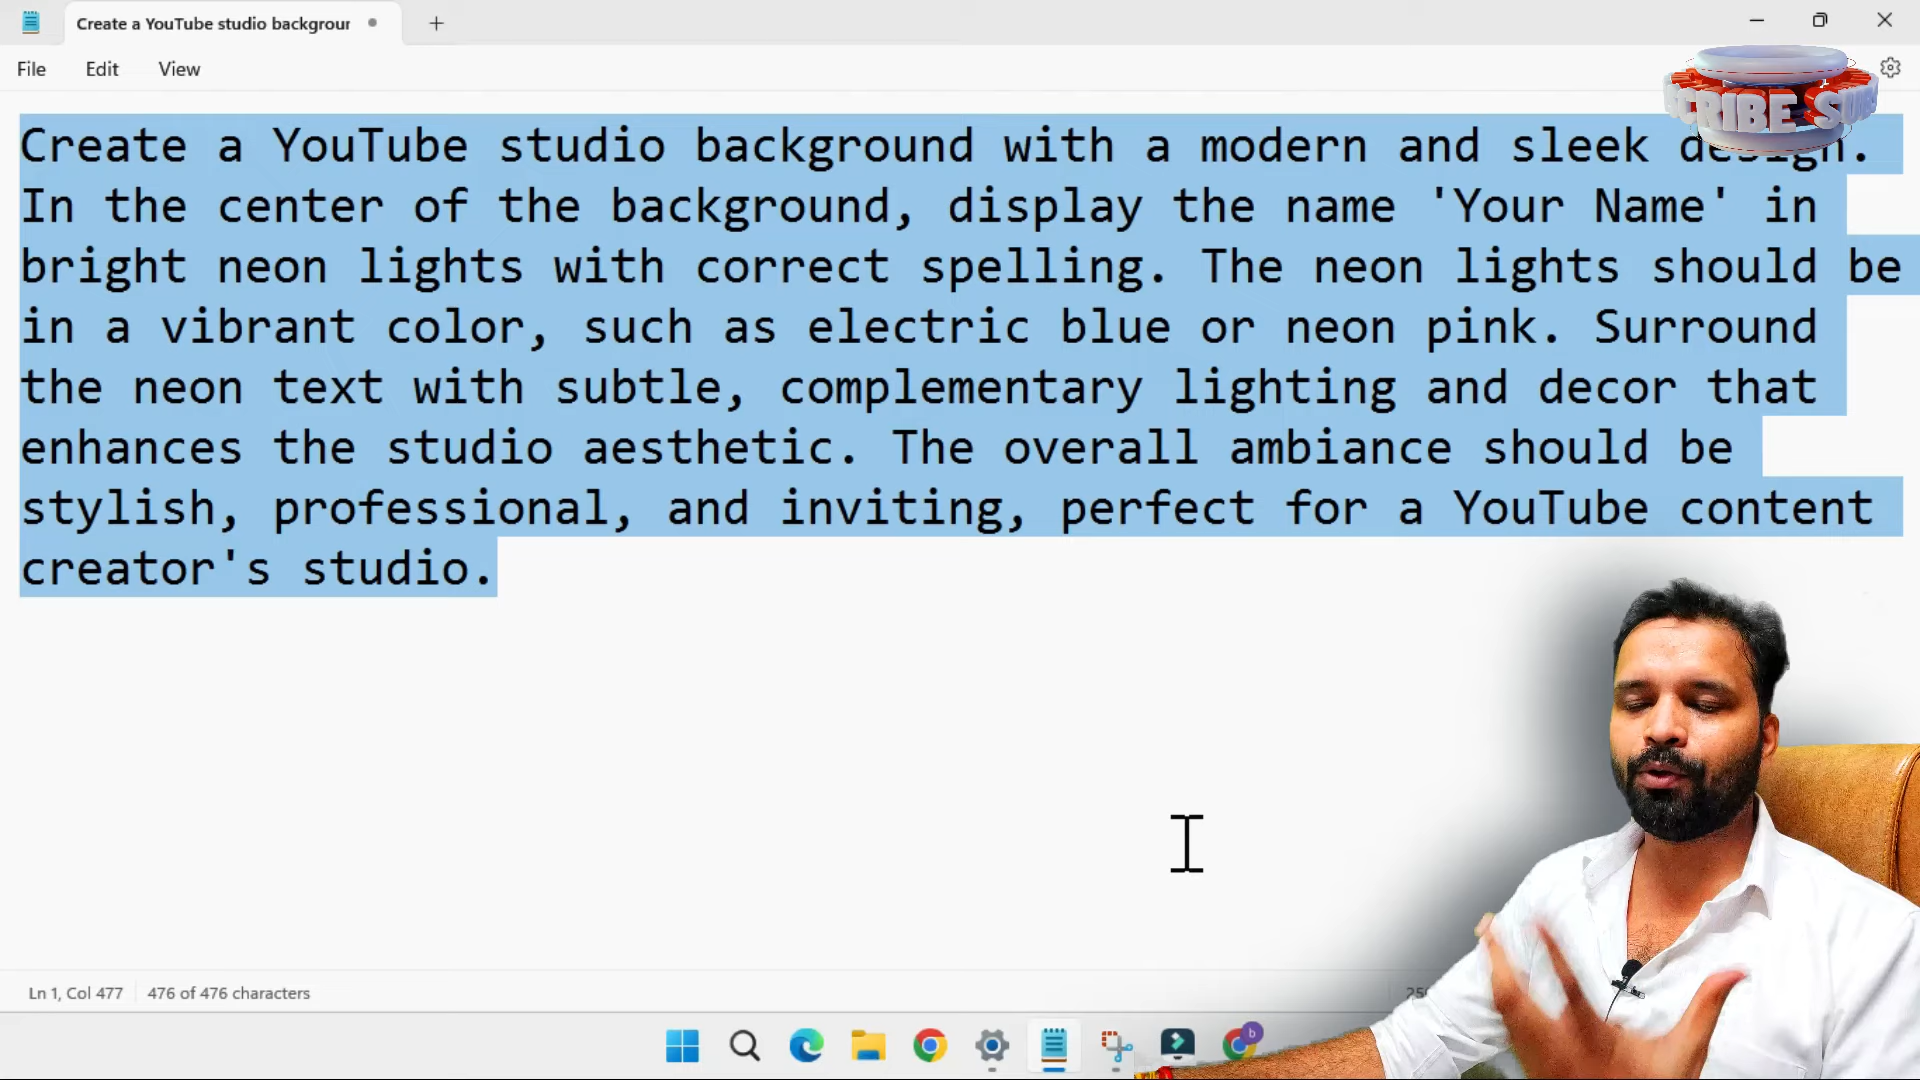 Create a YouTube studio backgroun
File Edit View
Create a YouTube studio background with a modern and sleek design.
In the center of the background, display the name 'Your Name' in
bright neon lights with correct spelling. The neon lights should be
in a vibrant color, such as electric blue or neon pink. Surround
the neon text with subtle, complementary lighting and decor that
enhances the studio aesthetic. The overall ambiance should be
stylish, professional, and inviting, perfect for a YouTube content
creator's studio.
Ln 1, Col 477 476 of 476 characters
b